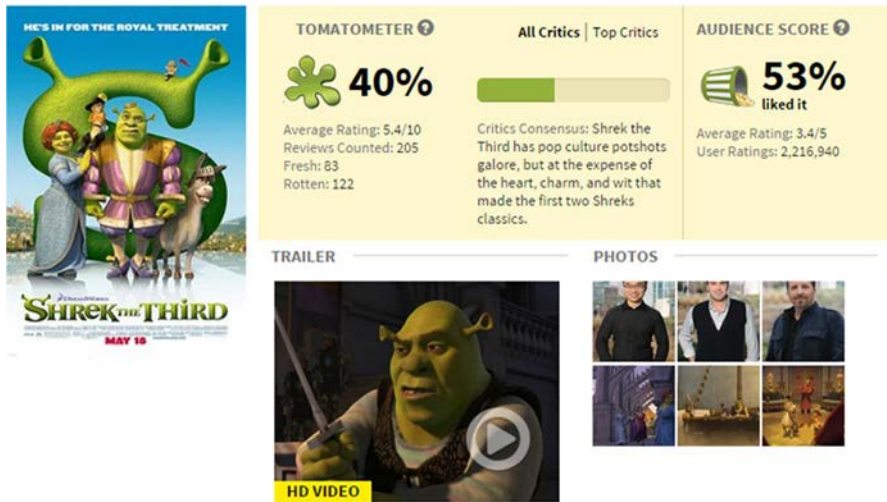 HE'S IN FOR THE ROYAL TREATMENT
DreamWorks
SHREK THE THIRD
MAY 18
TOMATOMETER ?
40%
Average Rating: 5.4/10
Reviews Counted: 205
Fresh: 83
Rotten: 122
All Critics | Top Critics
Critics Consensus: Shrek the
Third has pop culture potshots
galore, but at the expense of
the heart, charm, and wit that
made the first two Shreks
classics.
AUDIENCE SCORE ?
53%
liked it
Average Rating: 3.4/5
User Ratings: 2,216,940
TRAILER
HD VIDEO
PHOTOS